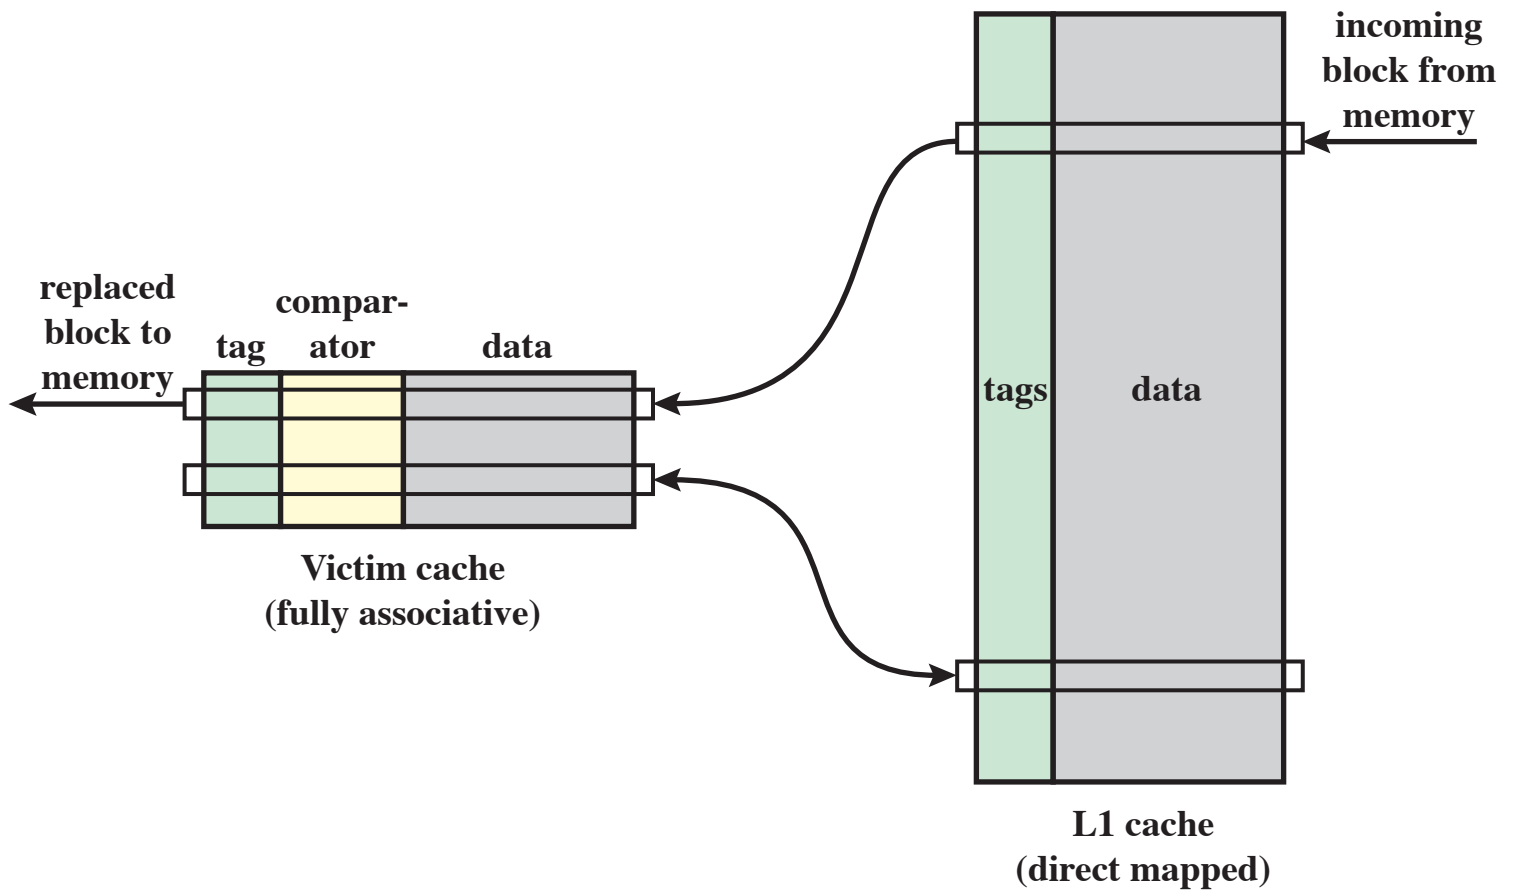 incoming
block from
memory
replaced
block to
memory
compar-
ator
tag
data
tags
data
Victim cache
(fully associative)
L1 cache
(direct mapped)